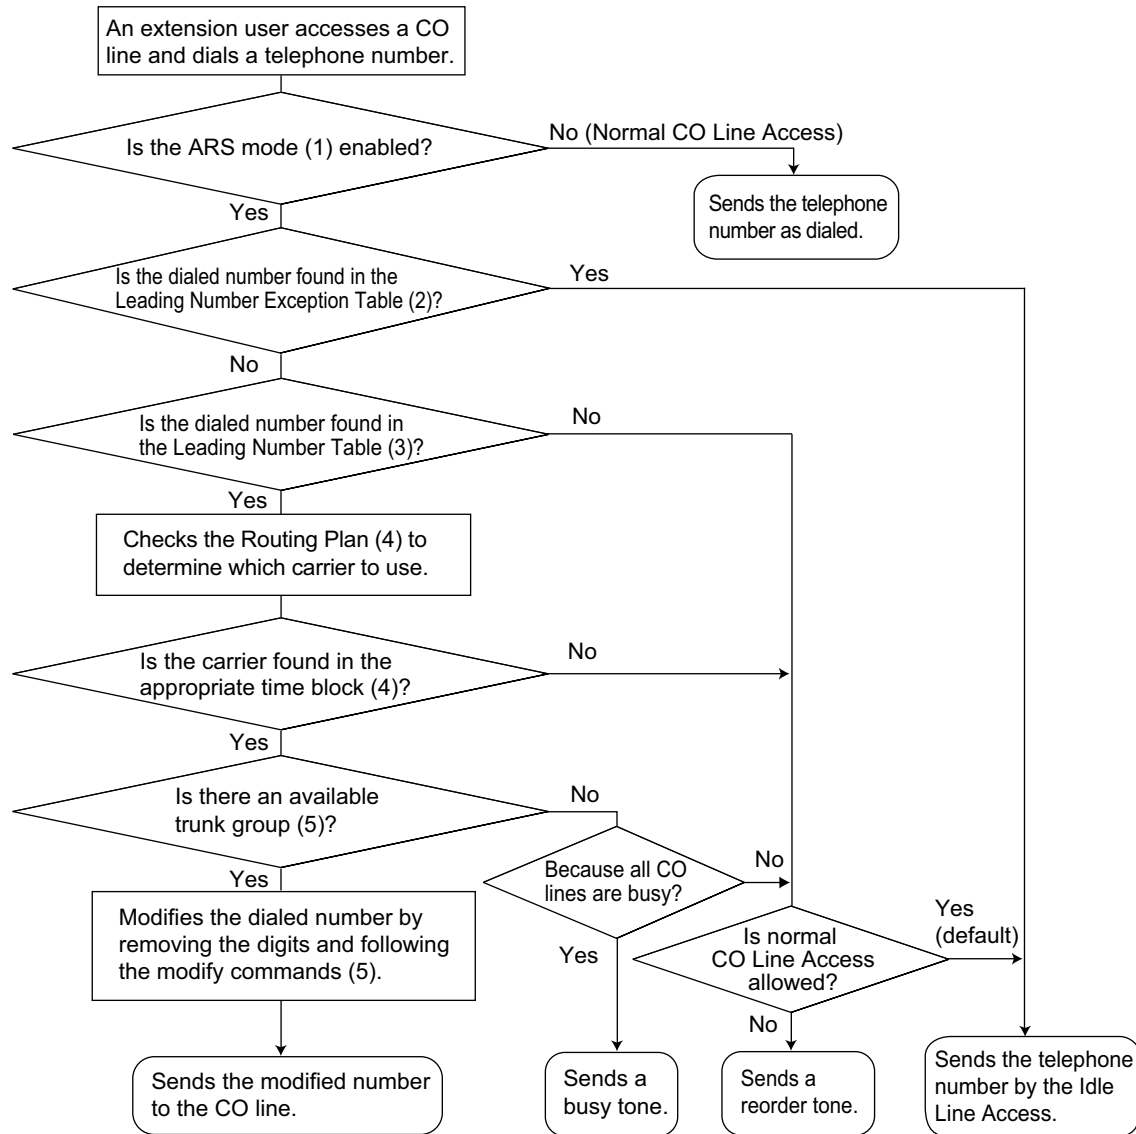 An extension user accesses a CO
line and dials a telephone number.
Is the ARS mode (1) enabled?
No (Normal CO Line Access)
Sends the telephone
number as dialed.
Yes
Is the dialed number found in the
Leading Number Exception Table (2)?
Yes
No
Is the dialed number found in
the Leading Number Table (3)?
No
Yes
Checks the Routing Plan (4) to
determine which carrier to use.
Is the carrier found in the
appropriate time block (4)?
No
Yes
Is there an available
trunk group (5)?
No
Because all CO
lines are busy?
No
Yes
Modifies the dialed number by
removing the digits and following
the modify commands (5).
Yes
Is normal
CO Line Access
allowed?
Yes
(default)
No
Sends the modified number
to the CO line.
Sends a
busy tone.
Sends a
reorder tone.
Sends the telephone
number by the Idle
Line Access.